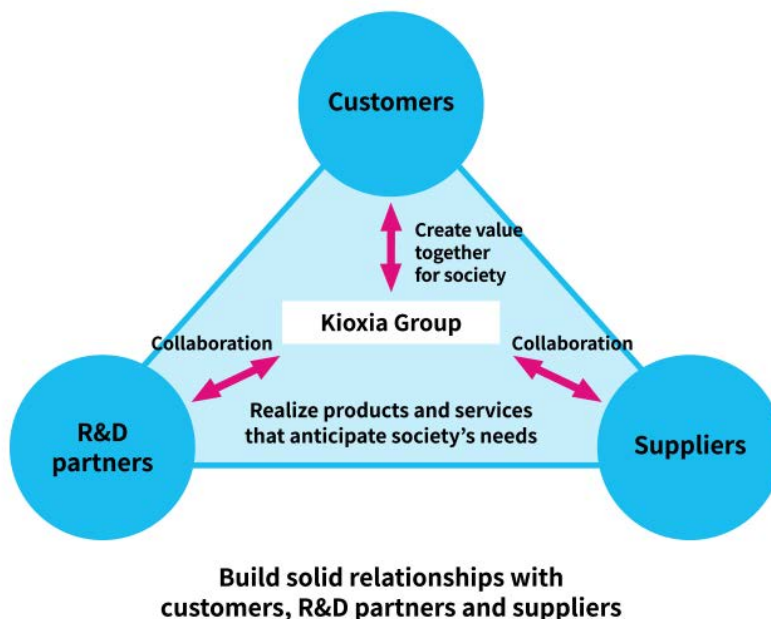 Customers
Create value
together
for society
Kioxia Group
Collaboration
Collaboration
Realize products and services
that anticipate society’s needs
R&D
partners
Suppliers
Build solid relationships with
customers, R&D partners and suppliers